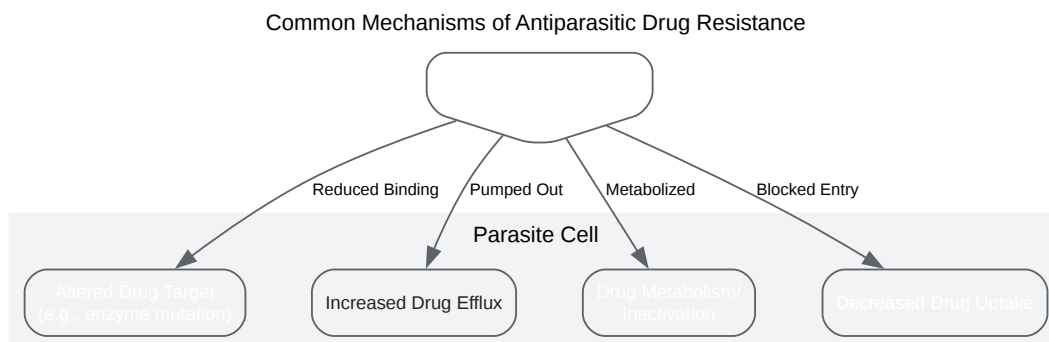 Common Mechanisms of Antiparasitic Drug Resistance
Reduced Binding
Pumped Out
Metabolized
Blocked Entry
Parasite Cell
Altered Drug Target
(e.g., enzyme mutation)
Increased Drug Efflux
Drug Metabolism/
Inactivation
Decreased Drug Uptake